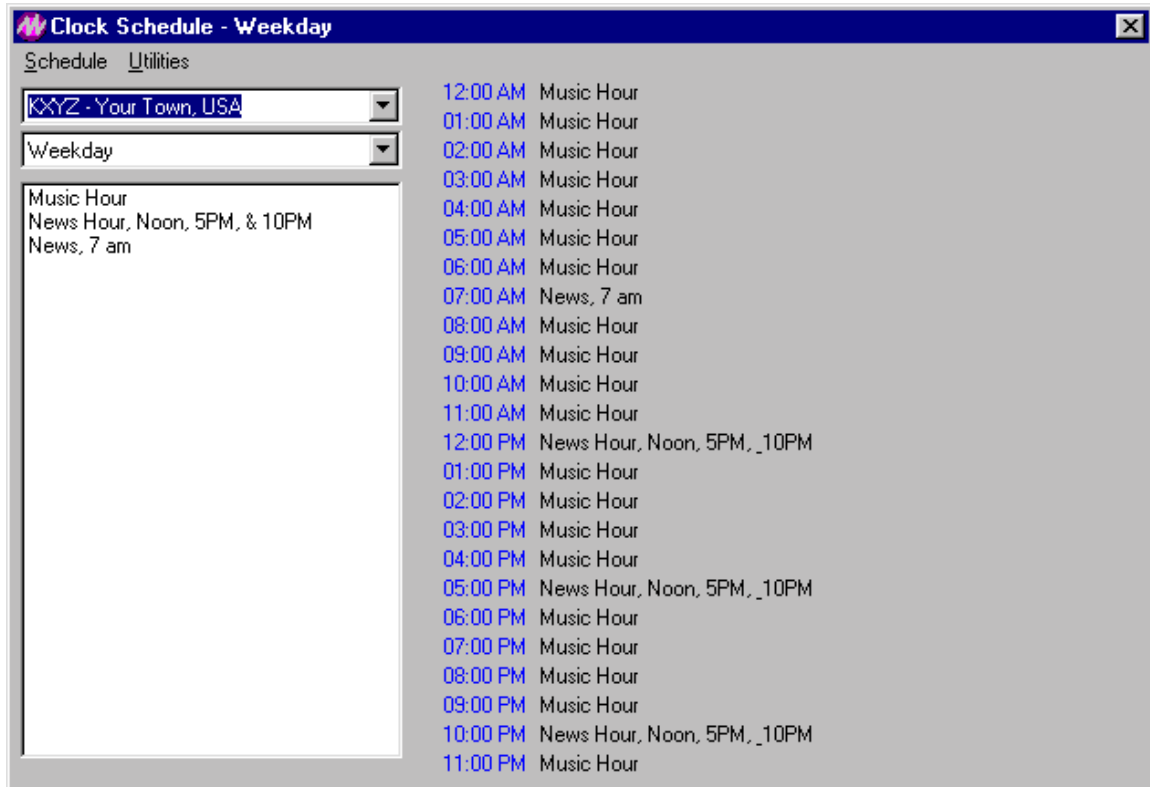 Clock Schedule - Weekday
Schedule Utilities
KXYZ - Your Town, USA
Weekday
Music Hour
News Hour, Noon, 5PM, & 10PM
News, 7 am
12:00 AM Music Hour
01:00 AM Music Hour
02:00 AM Music Hour
03:00 AM Music Hour
04:00 AM Music Hour
05:00 AM Music Hour
06:00 AM Music Hour
07:00 AM News, 7 am
08:00 AM Music Hour
09:00 AM Music Hour
10:00 AM Music Hour
11:00 AM Music Hour
12:00 PM News Hour, Noon, 5PM, _10PM
01:00 PM Music Hour
02:00 PM Music Hour
03:00 PM Music Hour
04:00 PM Music Hour
05:00 PM News Hour, Noon, 5PM, _10PM
06:00 PM Music Hour
07:00 PM Music Hour
08:00 PM Music Hour
09:00 PM Music Hour
10:00 PM News Hour, Noon, 5PM, _10PM
11:00 PM Music Hour